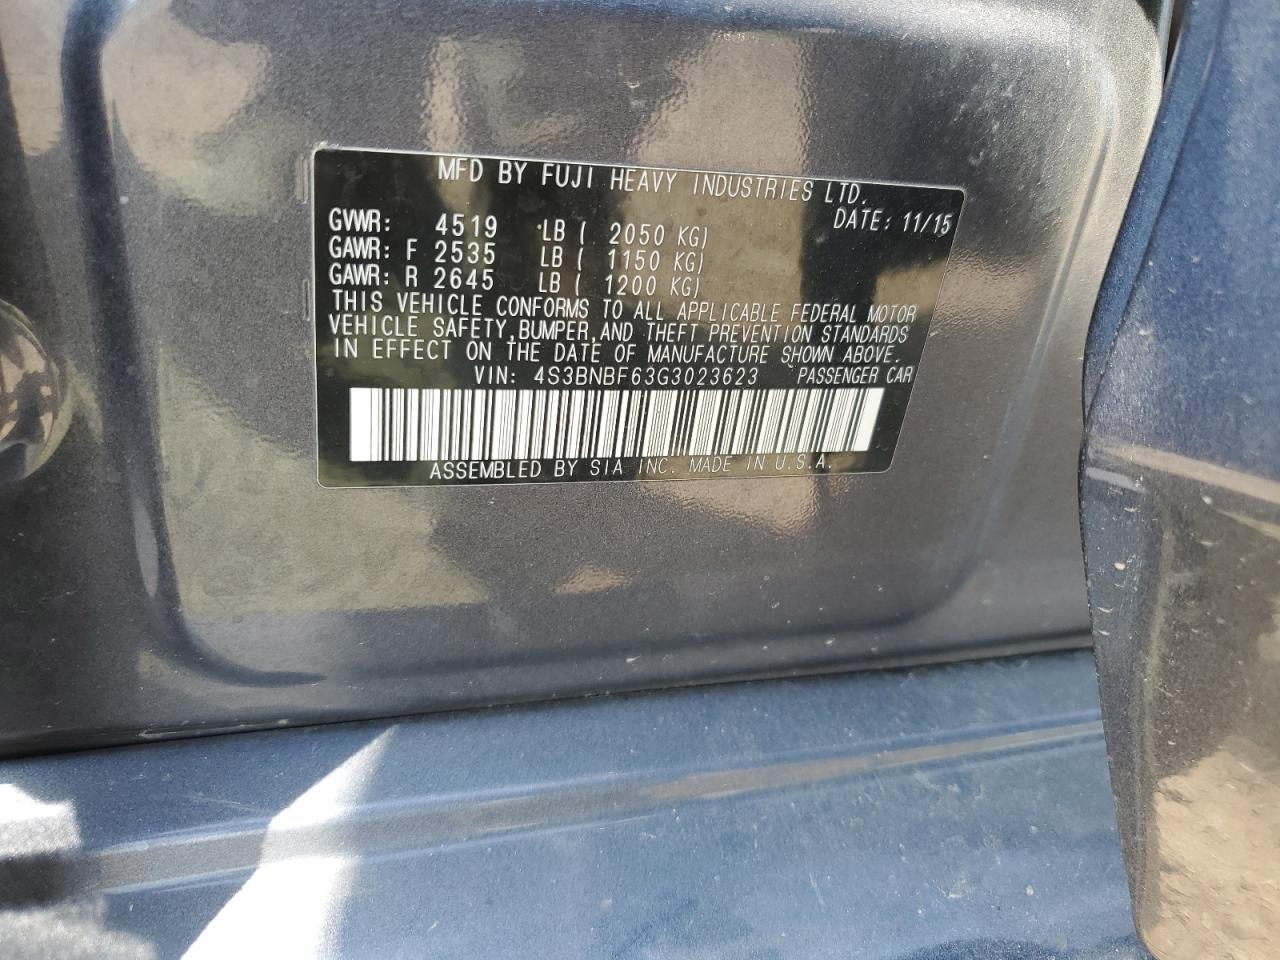 MFD BY FUJI HEAVY INDUSTRIES LTD.
DATE: 11/15
GVWR: 4519 LB ( 2050 KG)
GAWR: F 2535 LB ( 1150 KG)
GAWR: R 2645 LB ( 1200 KG)
THIS VEHICLE CONFORMS TO ALL APPLICABLE FEDERAL MOTOR
VEHICLE SAFETY, BUMPER, AND THEFT PREVENTION STANDARDS
IN EFFECT ON THE DATE OF MANUFACTURE SHOWN ABOVE.
VIN: 4S3BNBF63G3023623 PASSENGER CAR
ASSEMBLED BY SIA INC. MADE IN U.S.A.